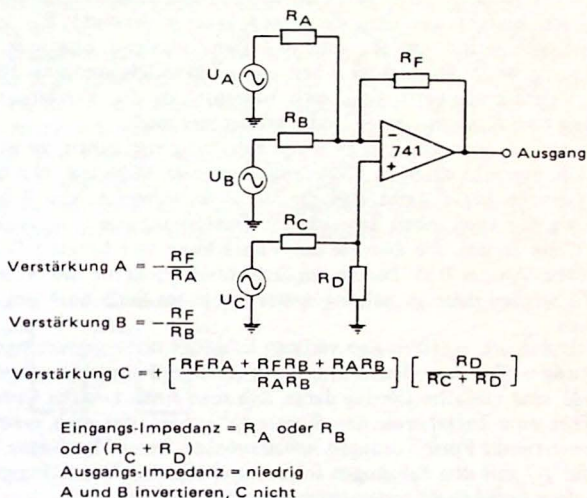 RA
UA
RF
RB
−
741
+
Ausgang
UB
RC
RD
UC
Verstärkung A = − RF/RA
Verstärkung B = − RF/RB
Verstärkung C = + [ RFRA + RFRB + RARB / RARB ] [ RD / RC + RD ]
Eingangs-Impedanz = RA oder RB
oder (RC + RD)
Ausgangs-Impedanz = niedrig
A und B invertieren, C nicht